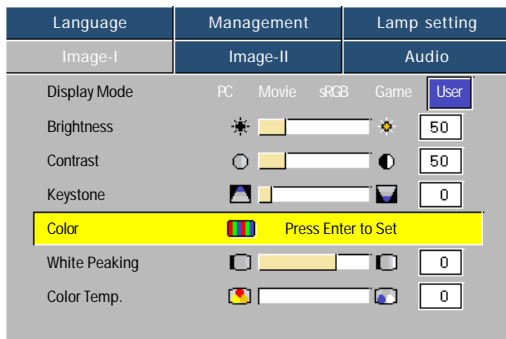 Language Management Lamp setting
Image-I Image-II Audio
Display Mode PC Movie sRGB Game User
Brightness 50
Contrast 50
Keystone 0
Color Press Enter to Set
White Peaking 0
Color Temp. 0